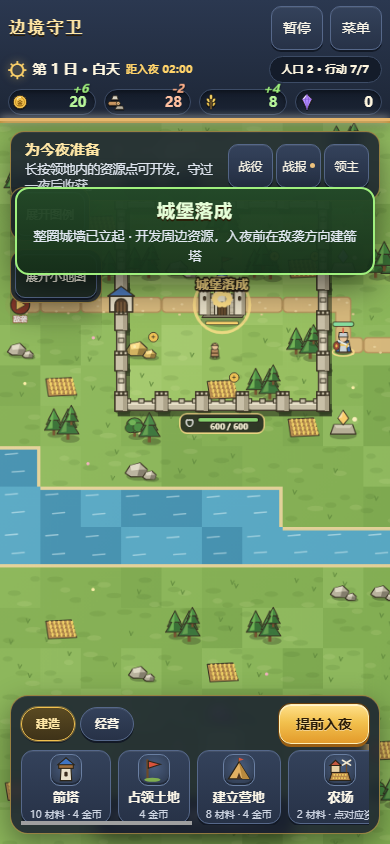 边境守卫
暂停
菜单
第 1 日 • 白天
距入夜 02:00
人口 2 • 行动 7/7
+6
20
-2
28
+4
8
0
为今夜准备
长按领地内的资源点可开发，守过
一夜后收获
战役
战报
领主
城堡落成
整圈城墙已立起 · 开发周边资源，入夜前在敌袭方向建箭
塔
展开小地图
城堡落成
600 / 600
建造
经营
提前入夜
箭塔
10 材料 · 4 金币
占领土地
4 金币
建立营地
8 材料 · 4 金币
农场
2 材料 · 点对应